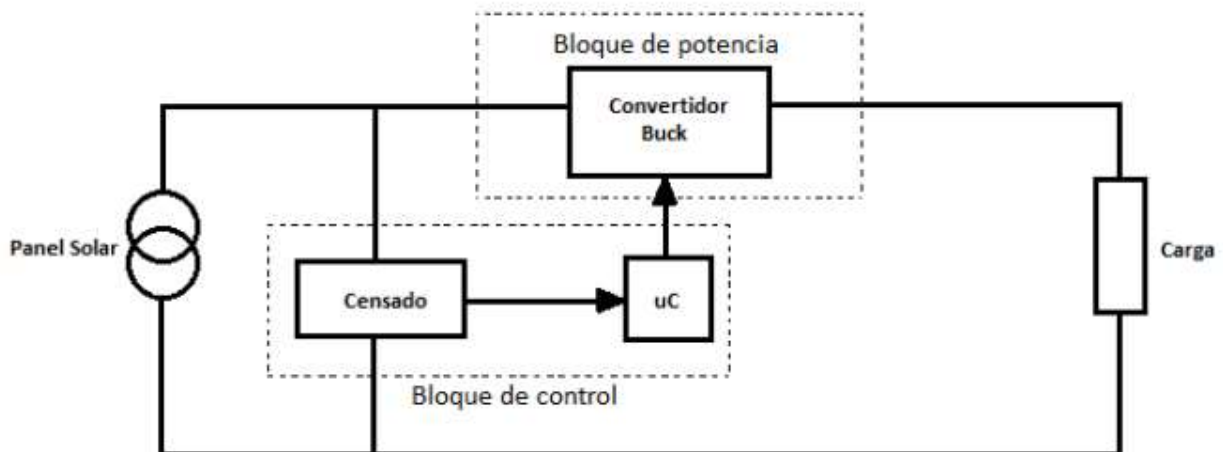 Bloque de potencia
Convertidor
Buck
Panel Solar
Censado
uC
Carga
Bloque de control